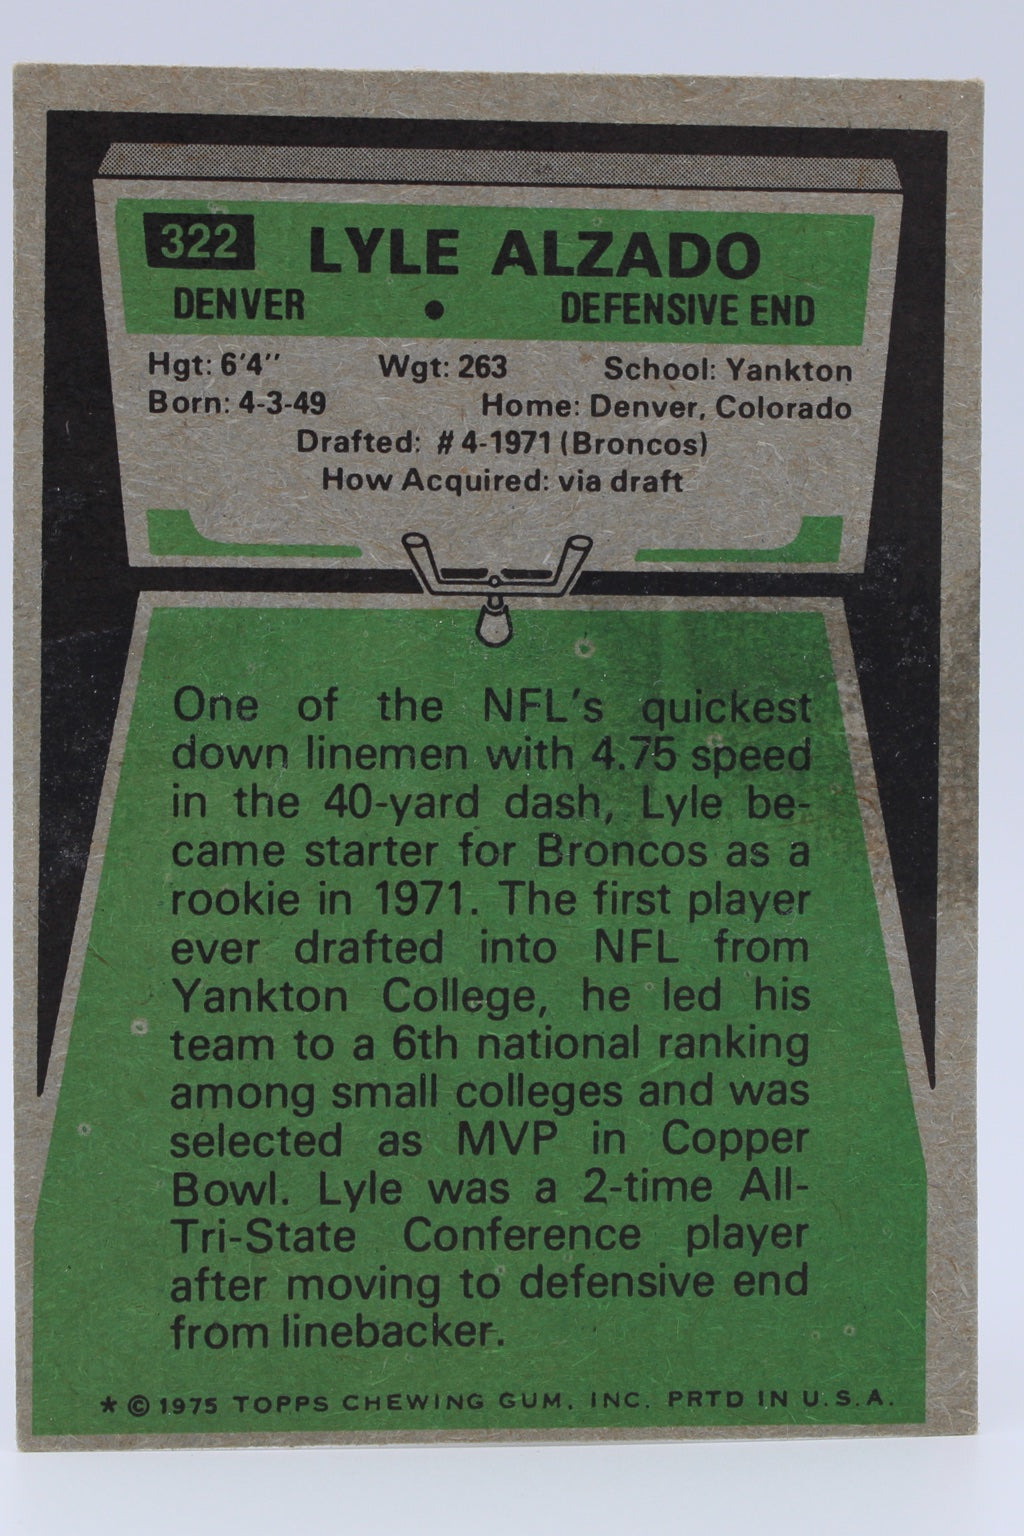 322 LYLE ALZADO
DENVER • DEFENSIVE END
Hgt: 6'4'' Wgt: 263 School: Yankton
Born: 4-3-49 Home: Denver, Colorado
Drafted: #4-1971 (Broncos)
How Acquired: via draft
One of the NFL's quickest
down linemen with 4.75 speed
in the 40-yard dash, Lyle be-
came starter for Broncos as a
rookie in 1971. The first player
ever drafted into NFL from
Yankton College, he led his
team to a 6th national ranking
among small colleges and was
selected as MVP in Copper
Bowl. Lyle was a 2-time All-
Tri-State Conference player
after moving to defensive end
from linebacker.
* © 1975 TOPPS CHEWING GUM, INC. PRTD IN U.S.A.